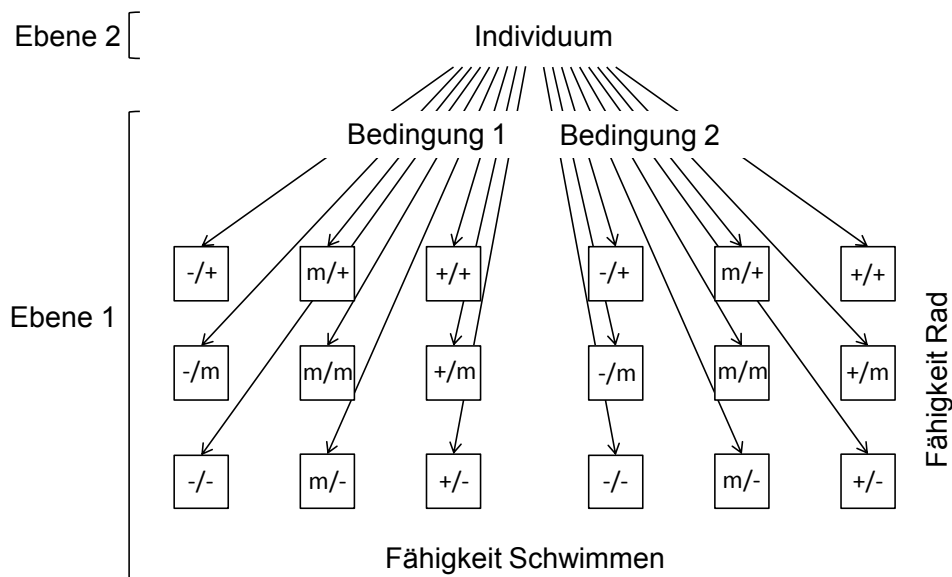 Ebene 2
Individuum
Bedingung 1
Bedingung 2
-/+ m/+ +/+ -/+ m/+ +/+
Ebene 1
-/m m/m +/m -/m m/m +/m
-/- m/- +/- -/- m/- +/-
Fähigkeit Rad
Fähigkeit Schwimmen